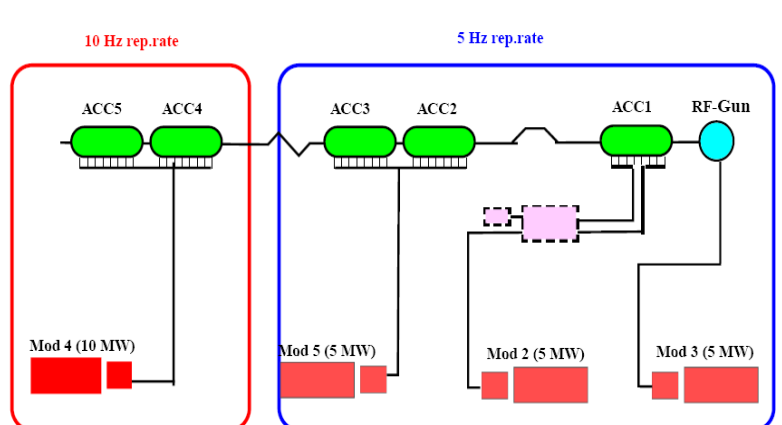 10 Hz rep.rate
5 Hz rep.rate
ACC5
ACC4
ACC3
ACC2
ACC1
RF-Gun
Mod 4 (10 MW)
Mod 5 (5 MW)
Mod 2 (5 MW)
Mod 3 (5 MW)